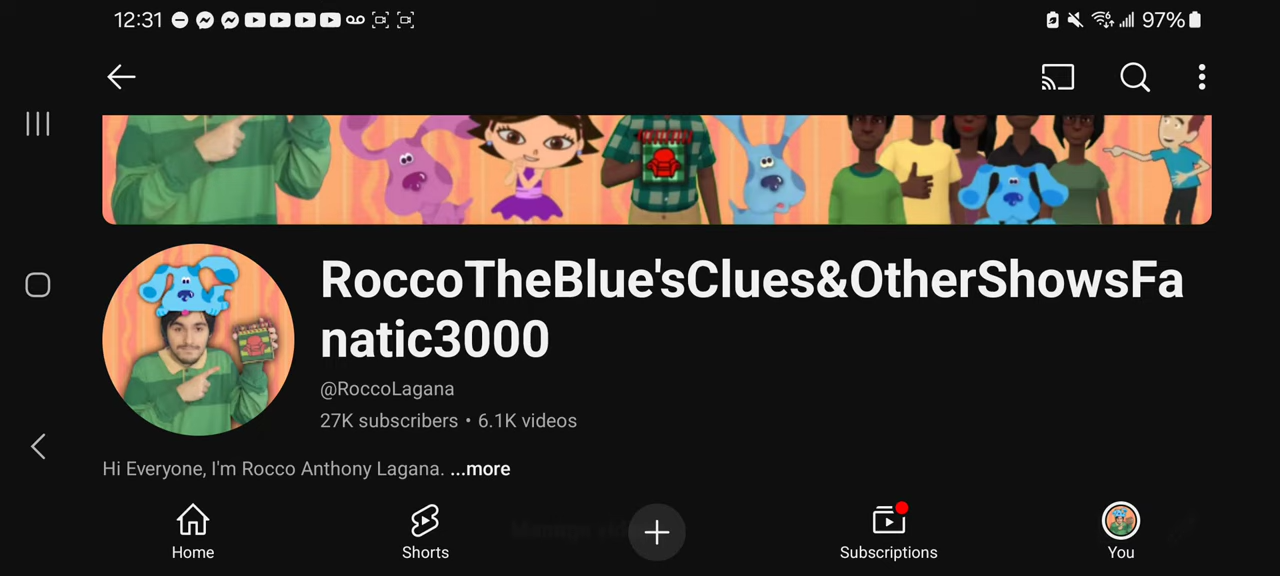 12:31
97%
RoccoTheBlue'sClues&OtherShowsFa
natic3000
@RoccoLagana
27K subscribers • 6.1K videos
Hi Everyone, I'm Rocco Anthony Lagana. ...more
Home
Shorts
Subscriptions
You